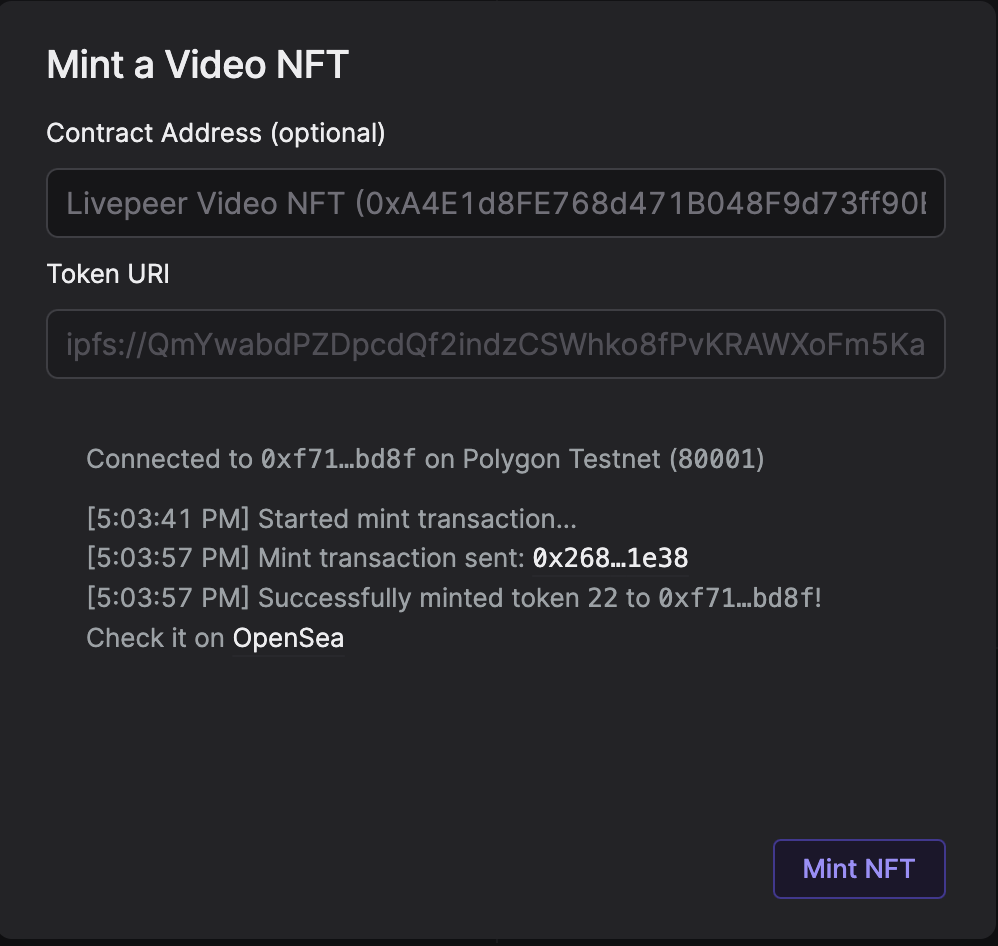 Mint a Video NFT
Contract Address (optional)
Livepeer Video NFT (0xA4E1d8FE768d471B048F9d73ff90E
Token URI
ipfs://QmYwabdPZDpcdQf2indzCSWhko8fPvKRAWXoFm5Ka
Connected to 0xf71…bd8f on Polygon Testnet (80001)
[5:03:41 PM] Started mint transaction...
[5:03:57 PM] Mint transaction sent: 0x268…1e38
[5:03:57 PM] Successfully minted token 22 to 0xf71…bd8f!
Check it on OpenSea
Mint NFT